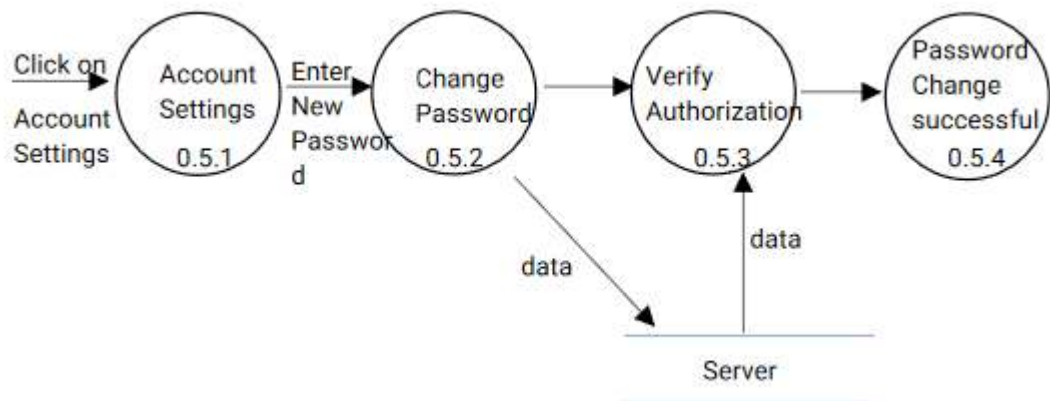 Click on
Account
Settings
Account
Settings
0.5.1
Enter
New
Passwor
d
Change
Password
0.5.2
Verify
Authorization
0.5.3
Password
Change
successful
0.5.4
data
data
Server